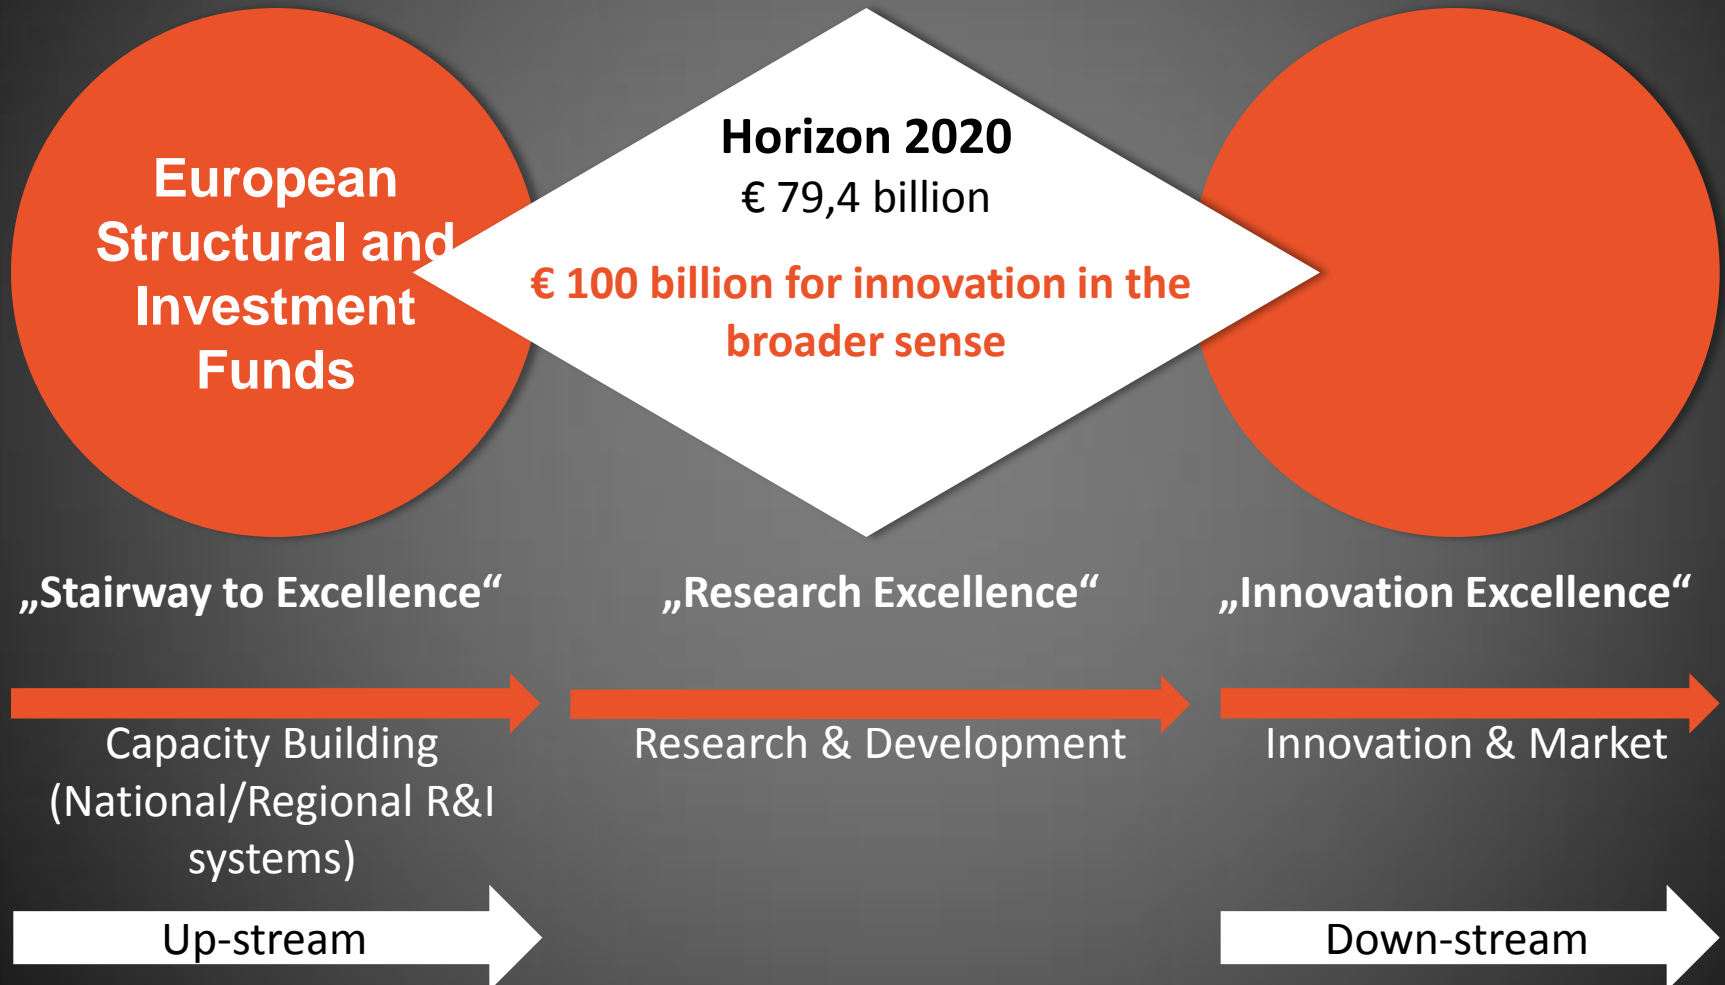 European
Structural and
Investment
Funds
Horizon 2020
€ 79,4 billion
€ 100 billion for innovation in the
broader sense
„Stairway to Excellence“
„Research Excellence“
„Innovation Excellence“
Capacity Building
(National/Regional R&I
systems)
Research & Development
Innovation & Market
Up-stream
Down-stream